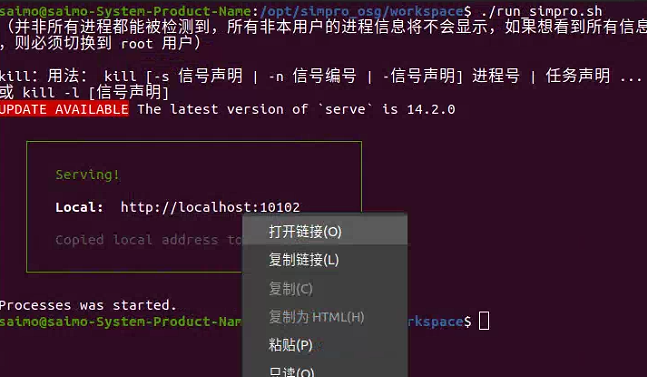 saimo@saimo-System-Product-Name:/opt/simpro_osg/workspace$ ./run_simpro.sh
（并非所有进程都能被检测到，所有非本用户的进程信息将不会显示，如果想看到所有信息
，则必须切换到 root 用户）
kill：用法： kill [-s 信号声明 | -n 信号编号 | -信号声明] 进程号 | 任务声明 ...
或 kill -l [信号声明]
UPDATE AVAILABLE The latest version of `serve` is 14.2.0
Serving!
Local: http://localhost:10102
Copied local address to
打开链接(O)
复制链接(L)
复制(C)
复制为 HTML(H)
粘贴(P)
只读(O)
Processes was started.
saimo@saimo-System-Product-Nam rkspace$